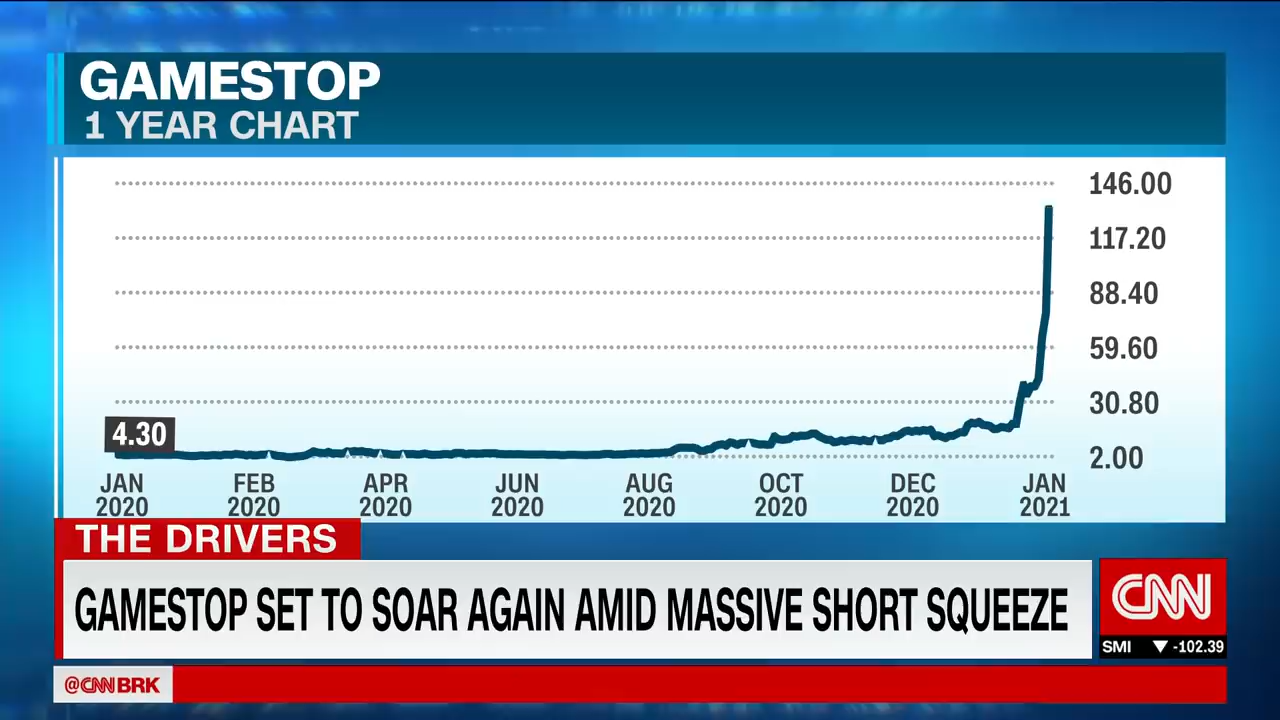 GAMESTOP
1 YEAR CHART
146.00
117.20
88.40
59.60
30.80
4.30
2.00
JAN FEB APR JUN AUG OCT DEC JAN
2020 2020 2020 2020 2020 2020 2020 2021
THE DRIVERS
GAMESTOP SET TO SOAR AGAIN AMID MASSIVE SHORT SQUEEZE
CNN
SMI ▼ -102.39
@CNNBRK